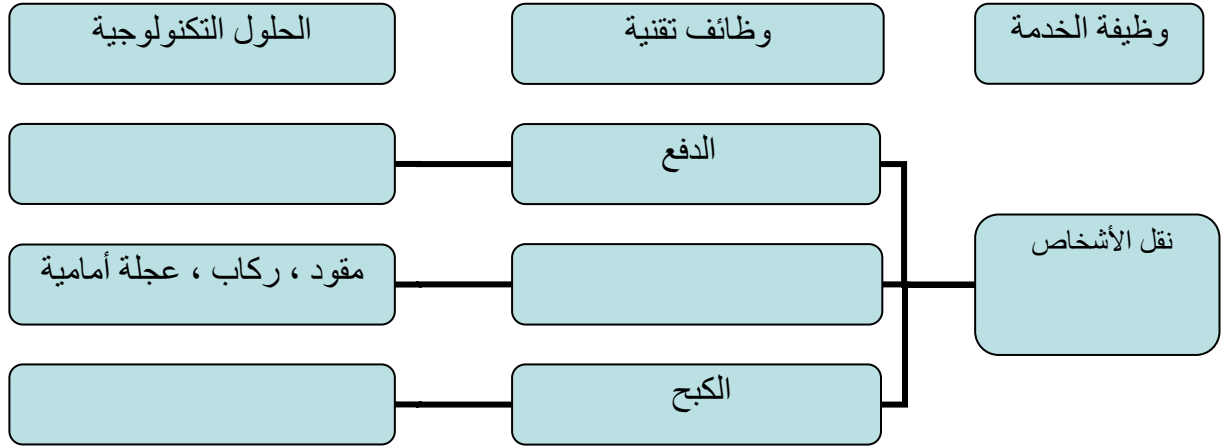 وظيفة الخدمة
وظائف تقنية
الحلول التكنولوجية
الدفع
نقل الأشخاص
مقود ، ركاب ، عجلة أمامية
الكبح